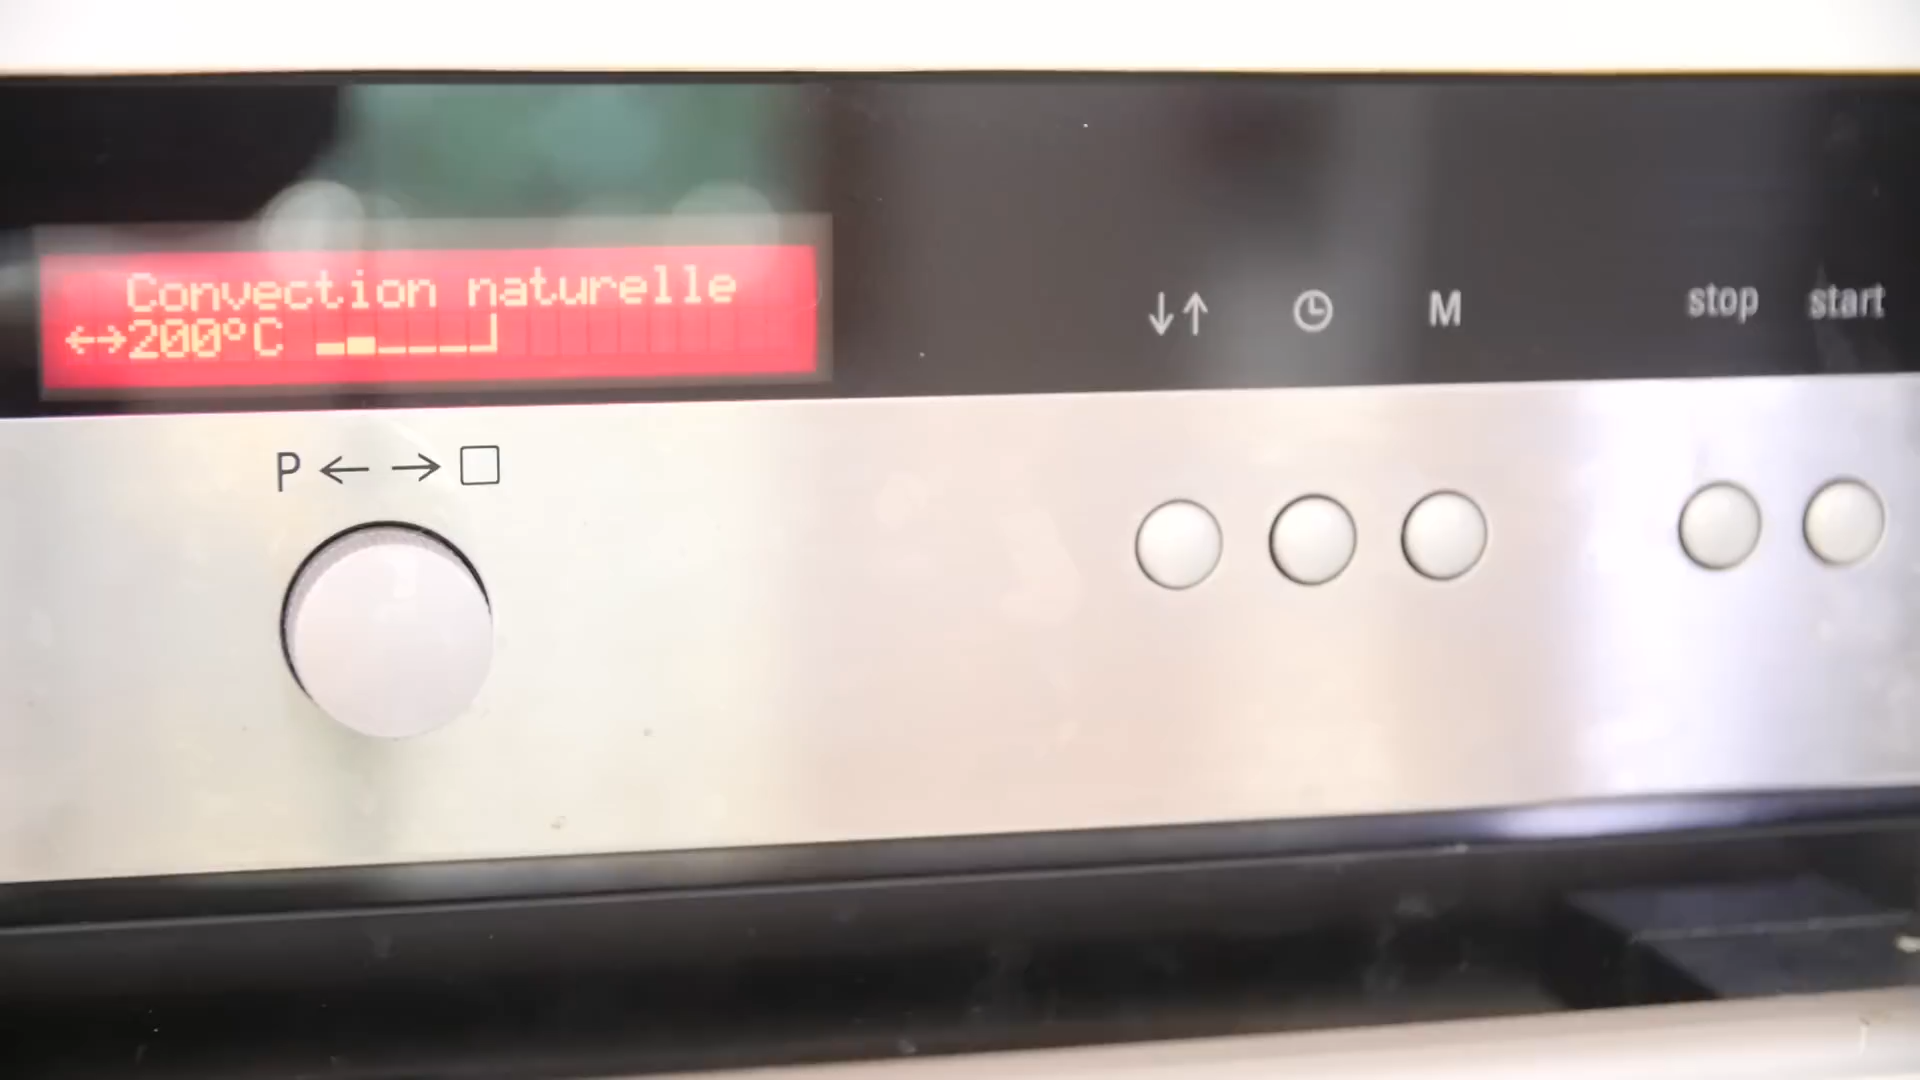 Convection naturelle
←→200°C
↓↑ M stop start
P ← → □